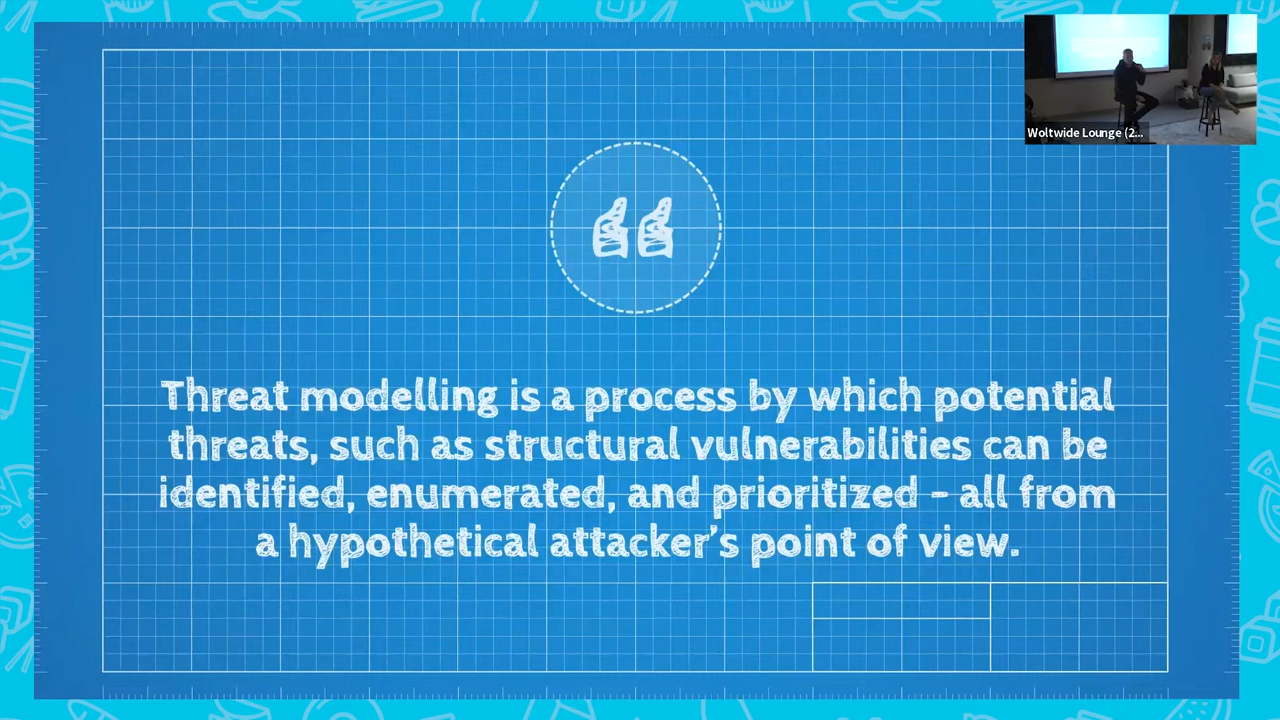 Woltwide Lounge (2...
Threat modelling is a process by which potential
threats, such as structural vulnerabilities can be
identified, enumerated, and prioritized – all from
a hypothetical attacker's point of view.